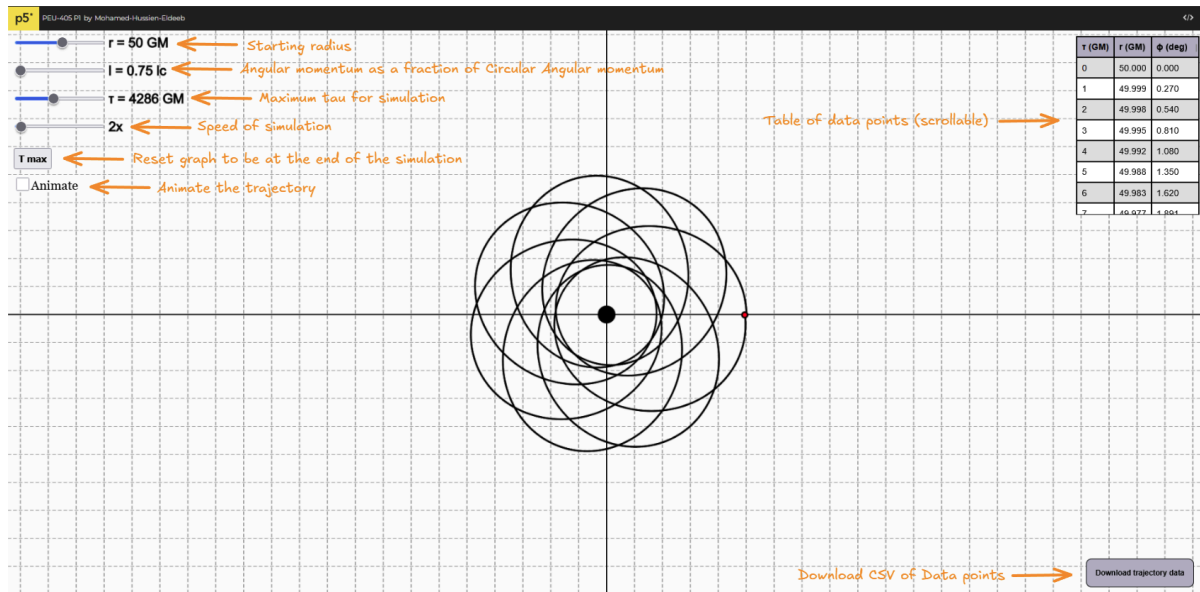 p5* PEU-405 P1 by Mohamed-Hussien-Eldeeb </>
r = 50 GM Starting radius
l = 0.75 lc Angular momentum as a fraction of Circular Angular momentum
τ = 4286 GM Maximum tau for simulation
2x Speed of simulation
T max Reset graph to be at the end of the simulation
Animate Animate the trajectory
Table of data points (scrollable)
τ (GM) r (GM) ϕ (deg)
0 50.000 0.000
1 49.999 0.270
2 49.998 0.540
3 49.995 0.810
4 49.992 1.080
5 49.988 1.350
6 49.983 1.620
7 49.977 1.891
Download CSV of Data points
Download trajectory data